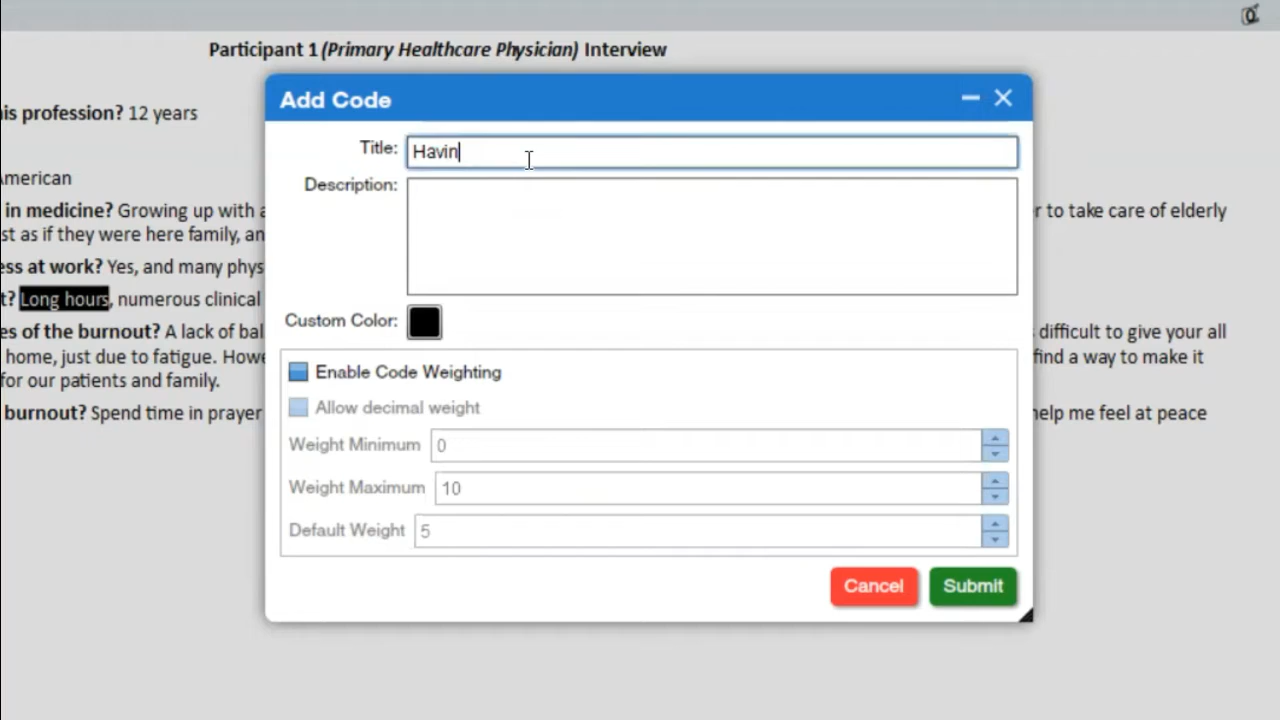 Participant 1 (Primary Healthcare Physician) Interview
Add Code
his profession? 12 years
Title: Havin
American
Description:
in medicine? Growing up with a
r to take care of elderly
st as if they were here family, an
ess at work? Yes, and many phys
t? Long hours, numerous clinical
Custom Color:
es of the burnout? A lack of bal
difficult to give your all
home, just due to fatigue. Howe
find a way to make it
for our patients and family.
Enable Code Weighting
burnout? Spend time in prayer
help me feel at peace
Allow decimal weight
Weight Minimum 0
Weight Maximum 10
Default Weight 5
Cancel Submit